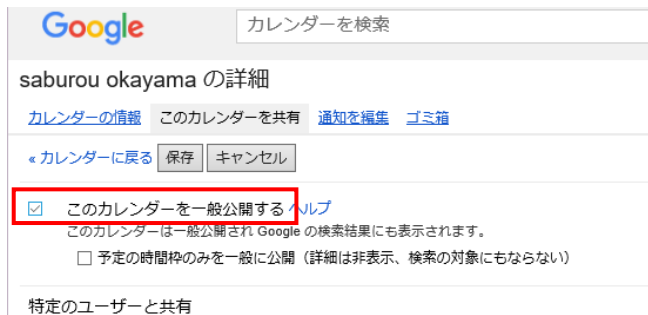 Google カレンダーを検索
saburou okayama の詳細
カレンダーの情報 このカレンダーを共有 通知を編集 ゴミ箱
« カレンダーに戻る 保存 キャンセル
このカレンダーを一般公開する ヘルプ
このカレンダーは一般公開され Google の検索結果にも表示されます。
予定の時間枠のみを一般に公開（詳細は非表示、検索の対象にもならない）
特定のユーザーと共有